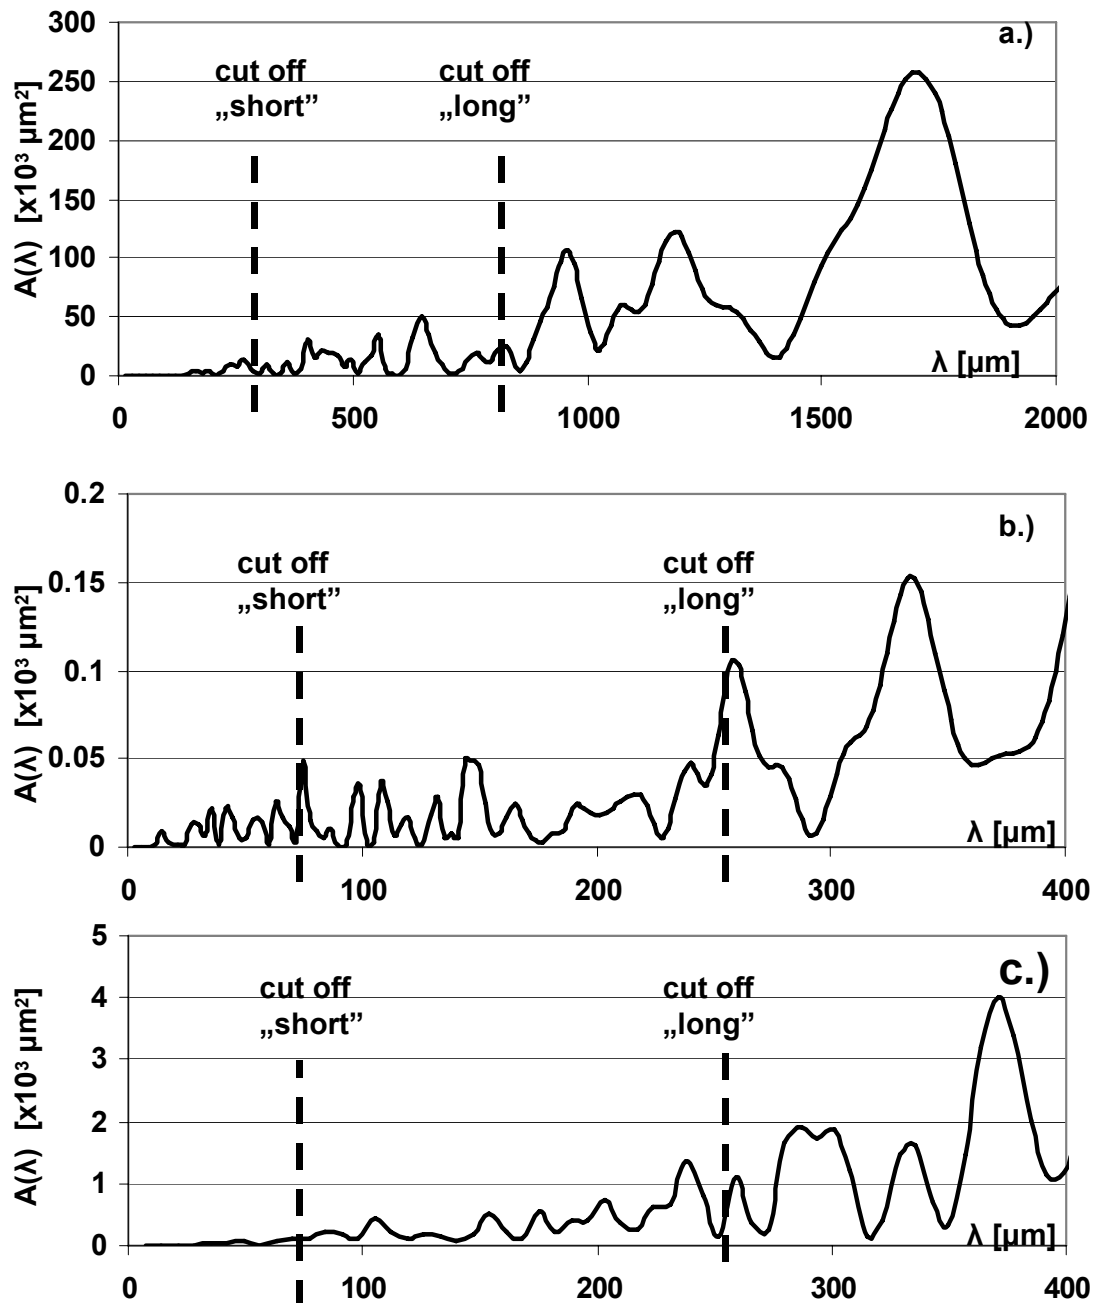 300
a.)
cut off
„short”
cut off
„long”
250
200
150
100
50
0
A(λ) [x10³ µm²]
λ [µm]
0 500 1000 1500 2000
0.2
b.)
cut off
„short”
cut off
„long”
0.15
0.1
0.05
0
A(λ) [x10³ µm²]
λ [µm]
0 100 200 300 400
5
c.)
cut off
„short”
cut off
„long”
4
3
2
1
0
A(λ) [x10³ µm²]
λ [µm]
0 100 200 300 400